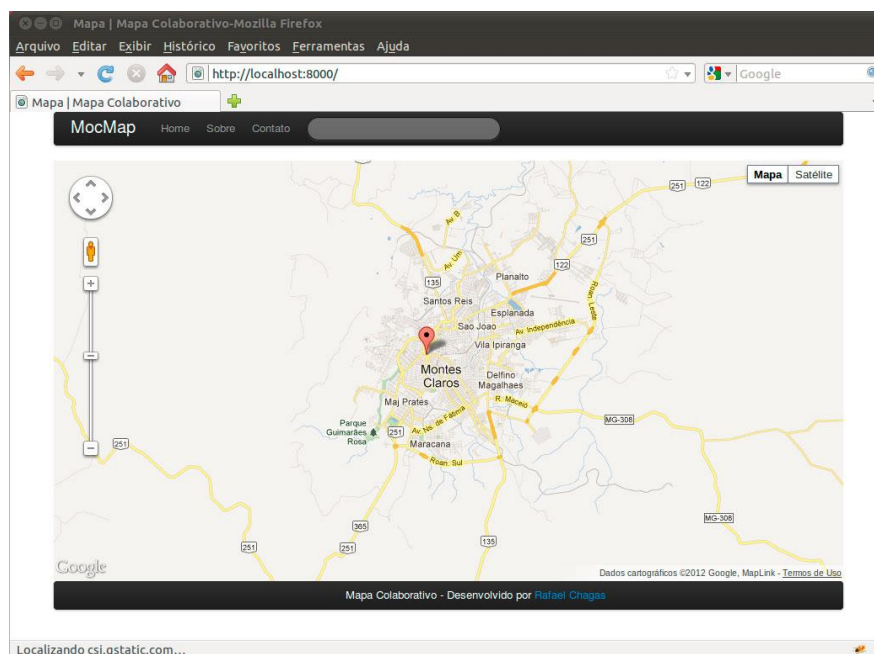 Mapa | Mapa Colaborativo-Mozilla Firefox
Arquivo Editar Exibir Histórico Favoritos Ferramentas Ajuda
http://localhost:8000/ Google
Mapa | Mapa Colaborativo
MocMap Home Sobre Contato
Mapa Satélite
251 122
Av. B
251
Av. Um
122
135
Planalto
Roan. Leste
Santos Reis
Esplanada
Sao Joao
Av. Independência
Vila Ipiranga
Montes
Claros
Delfino
Magalhaes
Maj Prates
R. Maceió
Parque
Guimarães
Rosa
251
Av. Ns. de Fátima
MG-308
Maracana
251
Roan. Sul
MG-308
365
135
251
251
Google
Dados cartográficos ©2012 Google, MapLink - Termos de Uso
Mapa Colaborativo - Desenvolvido por Rafael Chagas
Localizando csi.gstatic.com...